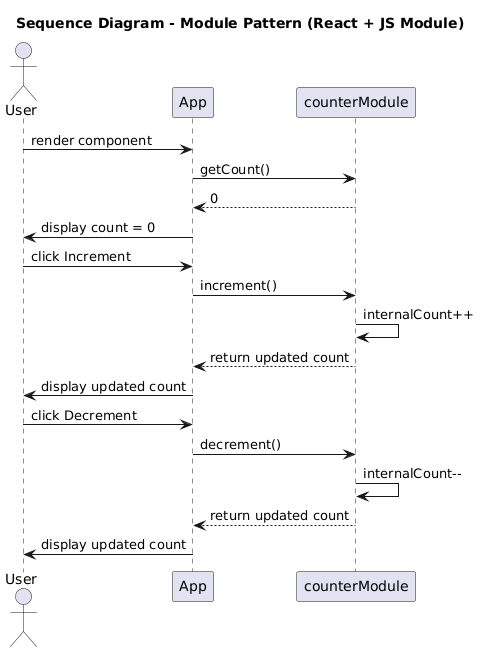 Sequence Diagram - Module Pattern (React + JS Module)
User
App
counterModule
render component
getCount()
0
display count = 0
click Increment
increment()
internalCount++
return updated count
display updated count
click Decrement
decrement()
internalCount--
return updated count
display updated count
User
App
counterModule